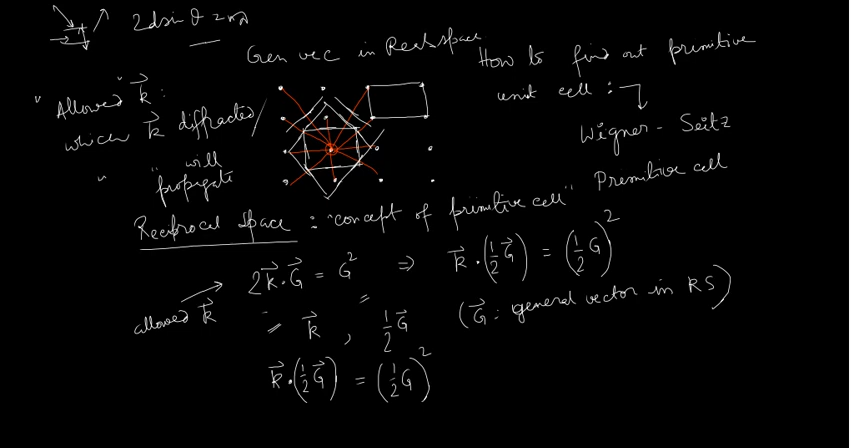 2d sin θ = nλ
Gen vec in Real space
How to find out primitive
unit cell :
Wigner - Seitz
Premitive cell
"Allowed" k⃗ :
which k⃗ diffracted /
" " will
propagate
Reciprocal Space : "concept of primitive cell"
2k⃗·G⃗ = G² ⇒ k⃗·(½G⃗) = (½G)²
allowed k⃗
= k⃗ , ½G⃗ (G⃗ : general vector in RS)
k⃗·(½G⃗) = (½G)²